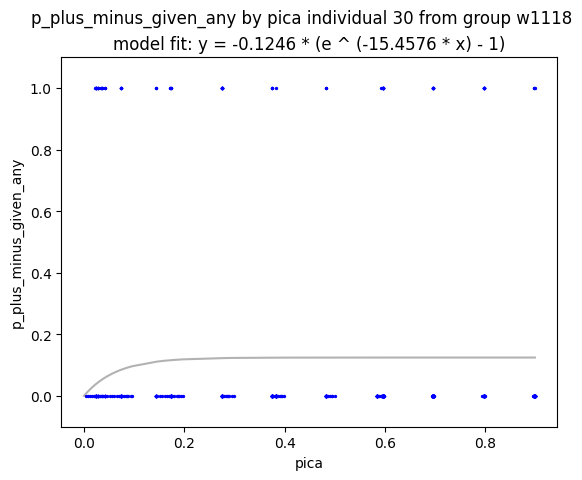 p_plus_minus_given_any by pica individual 30 from group w1118
model fit: y = -0.1246 * (e ^ (-15.4576 * x) - 1)
1.0
0.8
0.6
0.4
0.2
0.0
p_plus_minus_given_any
0.0 0.2 0.4 0.6 0.8
pica